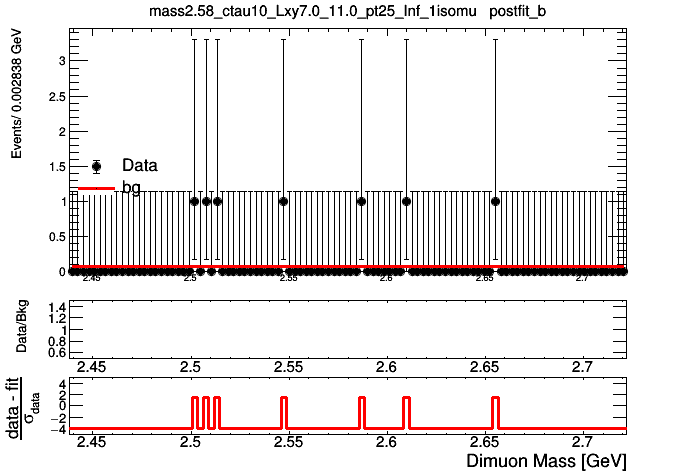 mass2.58_ctau10_Lxy7.0_11.0_pt25_Inf_1isomu postfit_b
Events/ 0.002838 GeV
3
2.5
2
1.5
1
0.5
0
Data
bg
2.45 2.5 2.55 2.6 2.65 2.7
Data/Bkg
1.4
1.2
1
0.8
0.6
2.45 2.5 2.55 2.6 2.65 2.7
data - fit
σdata
4
2
0
−2
−4
2.45 2.5 2.55 2.6 2.65 2.7
Dimuon Mass [GeV]